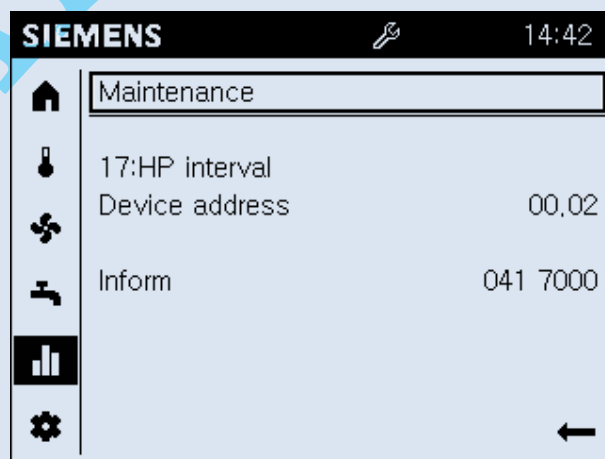 SIEMENS 14:42
Maintenance
17:HP interval
Device address 00.02
Inform 041 7000